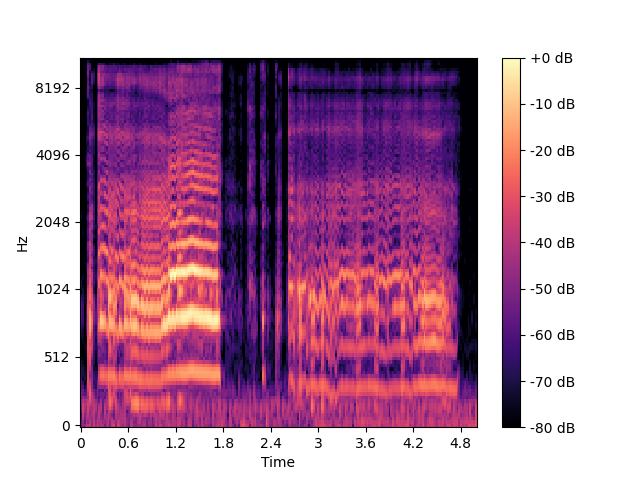 +0 dB
8192
-10 dB
4096
-20 dB
-30 dB
2048
Hz
-40 dB
1024
-50 dB
-60 dB
512
-70 dB
0
-80 dB
0 0.6 1.2 1.8 2.4 3 3.6 4.2 4.8
Time